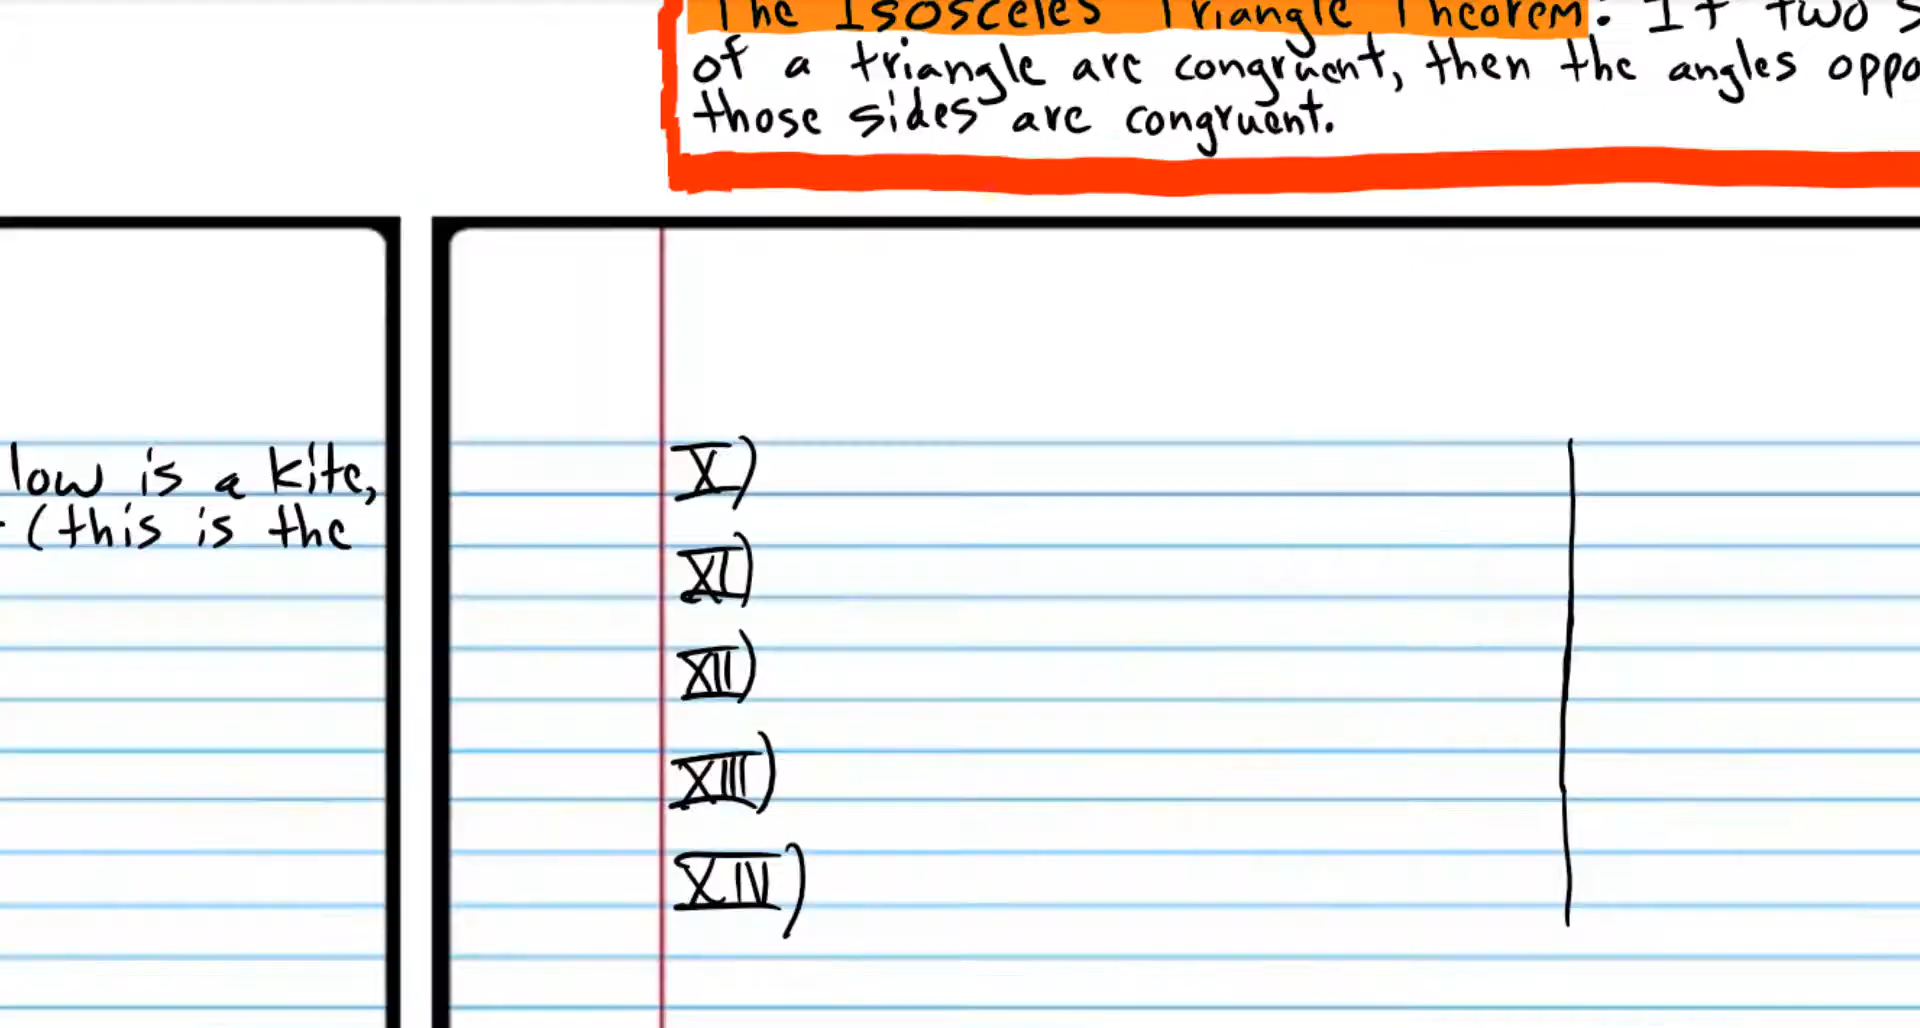 The Isosceles Triangle Theorem: If two s
of a triangle are congruent, then the angles oppo
those sides are congruent.
low is a kite,
(this is the
X)
XI)
XII)
XIII)
XIV)